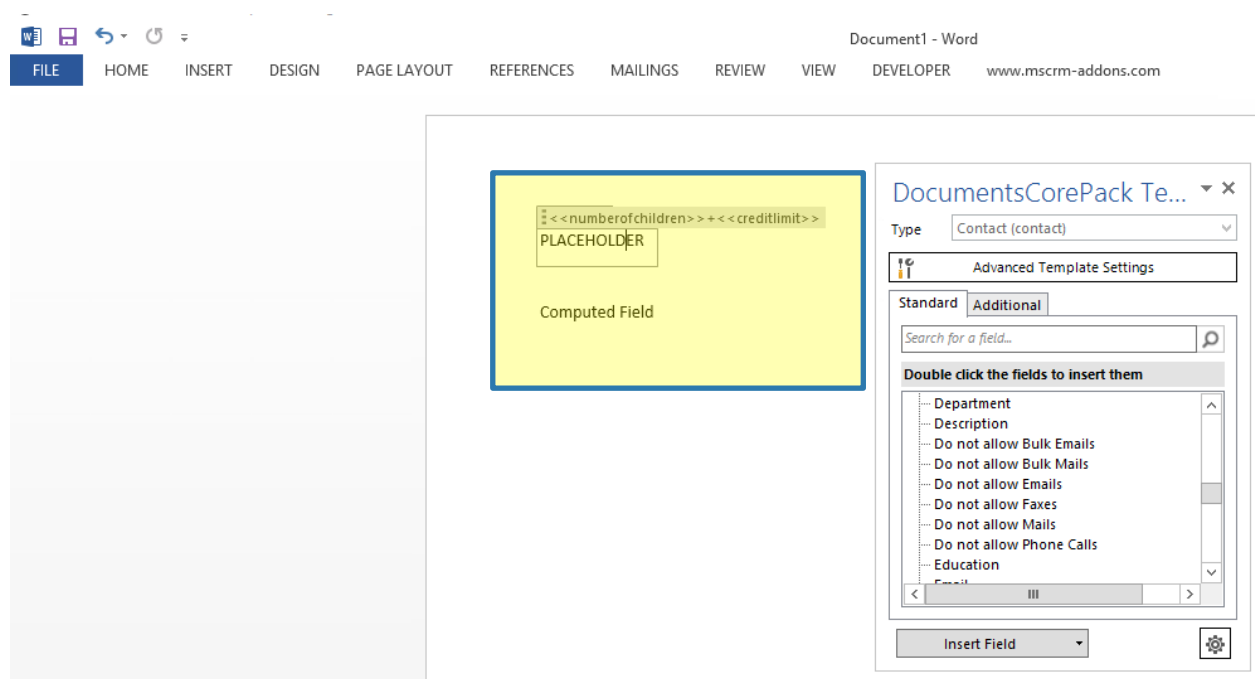 Document1 - Word
FILE HOME INSERT DESIGN PAGE LAYOUT REFERENCES MAILINGS REVIEW VIEW DEVELOPER www.mscrm-addons.com
<<numberofchildren>>+<<creditlimit>>
PLACEHOLDER
Computed Field
DocumentsCorePack Te...
Type Contact (contact)
Advanced Template Settings
Standard Additional
Search for a field...
Double click the fields to insert them
Department
Description
Do not allow Bulk Emails
Do not allow Bulk Mails
Do not allow Emails
Do not allow Faxes
Do not allow Mails
Do not allow Phone Calls
Education
Email
Insert Field